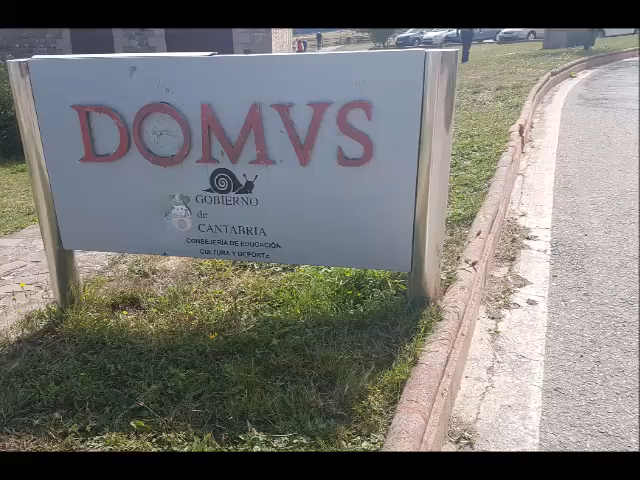 DOMVS
GOBIERNO
de
CANTABRIA
CONSEJERÍA DE EDUCACIÓN,
CULTURA Y DEPORTE